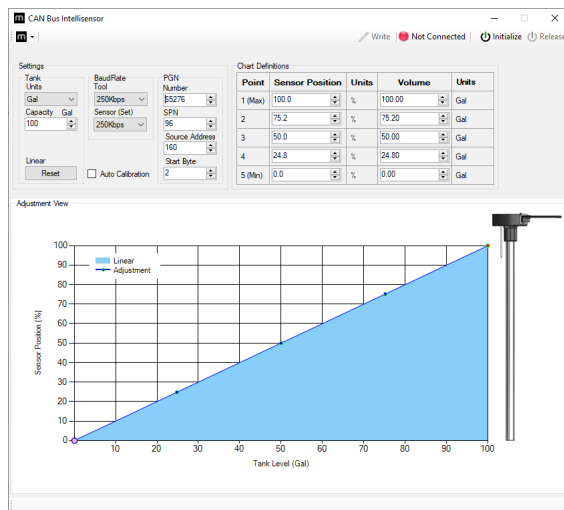 m CAN Bus Intellisensor
m
Write Not Connected Initialize Release
Settings
Tank
Units
Gal
Capacity Gal
100
Linear
Reset
BaudRate
Tool
250Kbps
Sensor (Set)
250Kbps
Auto Calibration
PGN
Number
65276
SPN
96
Source Address
160
Start Byte
2
Chart Definitions
Point Sensor Position Units Volume Units
1 (Max) 100.0 % 100.00 Gal
2 75.2 % 75.20 Gal
3 50.0 % 50.00 Gal
4 24.8 % 24.80 Gal
5 (Min) 0.0 % 0.00 Gal
Adjustment View
Linear
Adjustment
Sensor Position (%)
100
90
80
70
60
50
40
30
20
10
0
10 20 30 40 50 60 70 80 90 100
Tank Level (Gal)